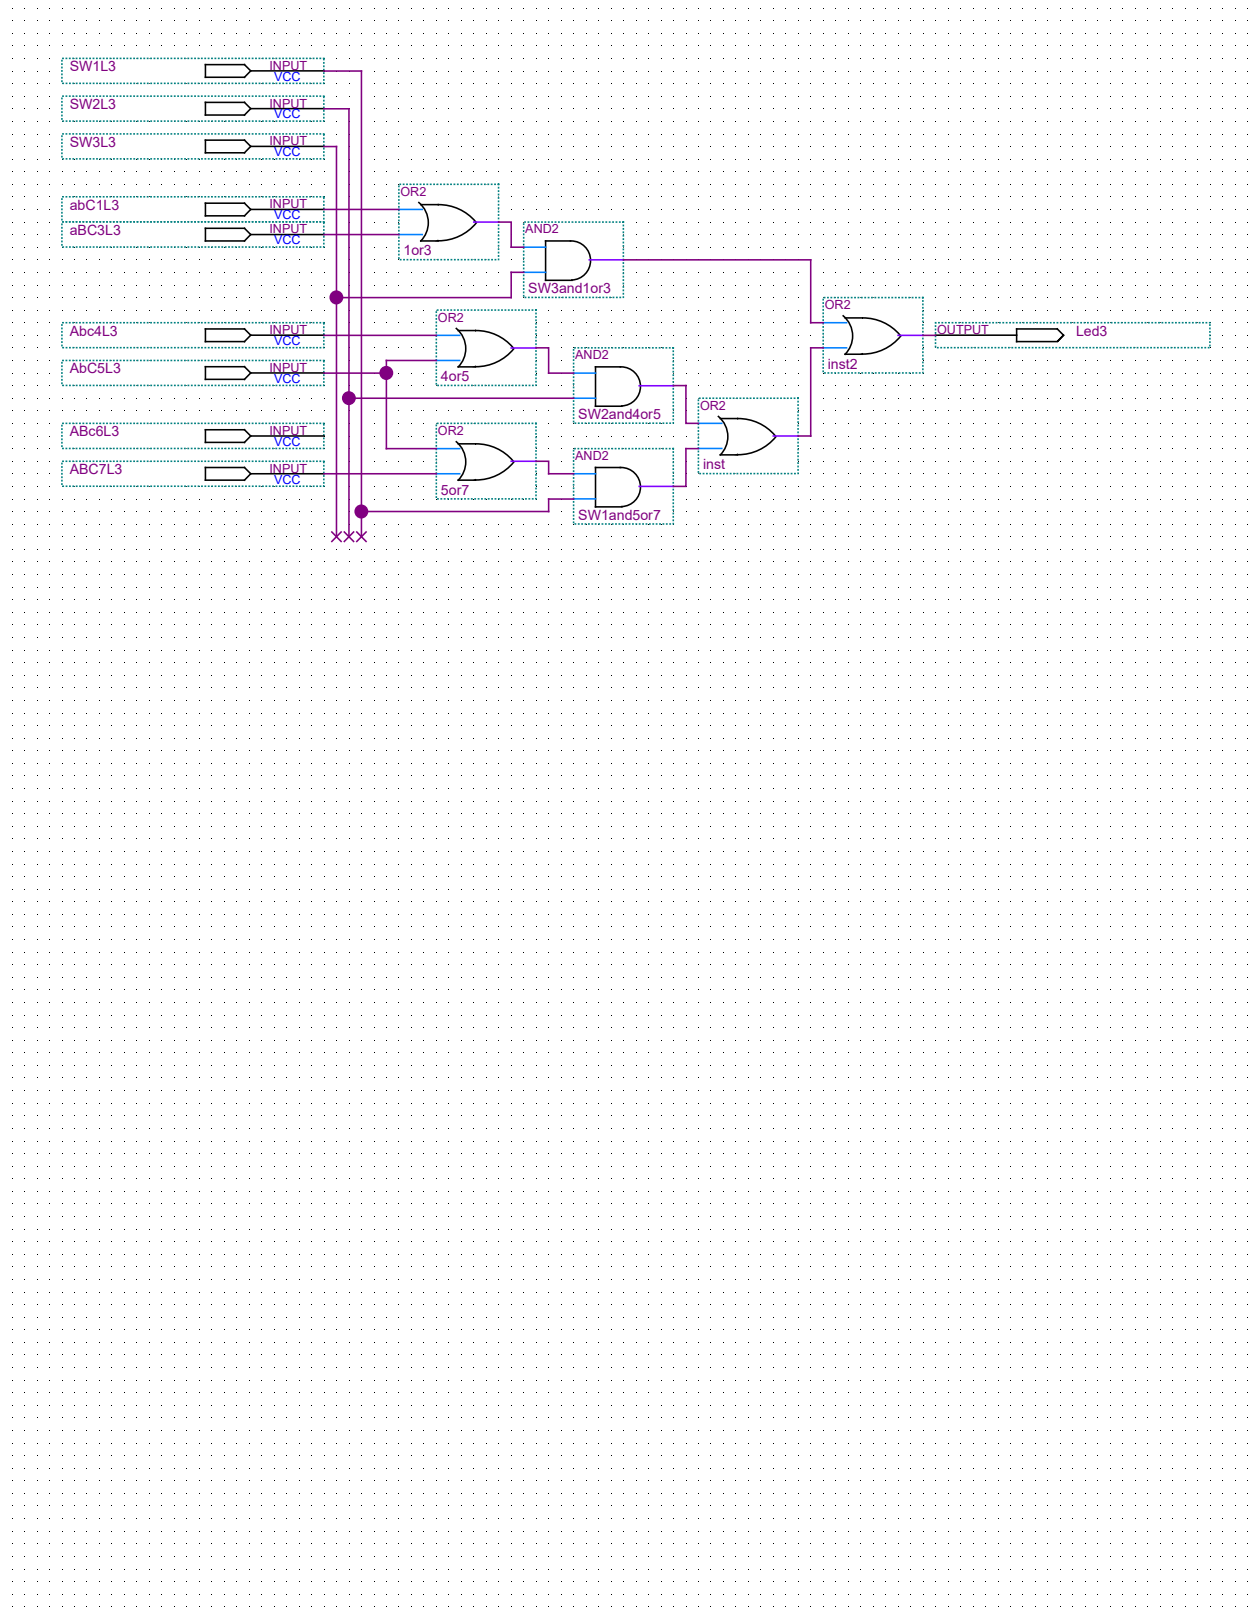 SW1L3 INPUT
VCC
SW2L3 INPUT
VCC
SW3L3 INPUT
VCC
OR2
abC1L3 INPUT
VCC
aBC3L3 INPUT
VCC
1or3
AND2
SW3and1or3
OR2
OR2
Abc4L3 INPUT
VCC
OUTPUT Led3
AND2
inst2
AbC5L3 INPUT
VCC
4or5
OR2
SW2and4or5
OR2
ABc6L3 INPUT
VCC
AND2
inst
ABC7L3 INPUT
VCC
5or7
SW1and5or7